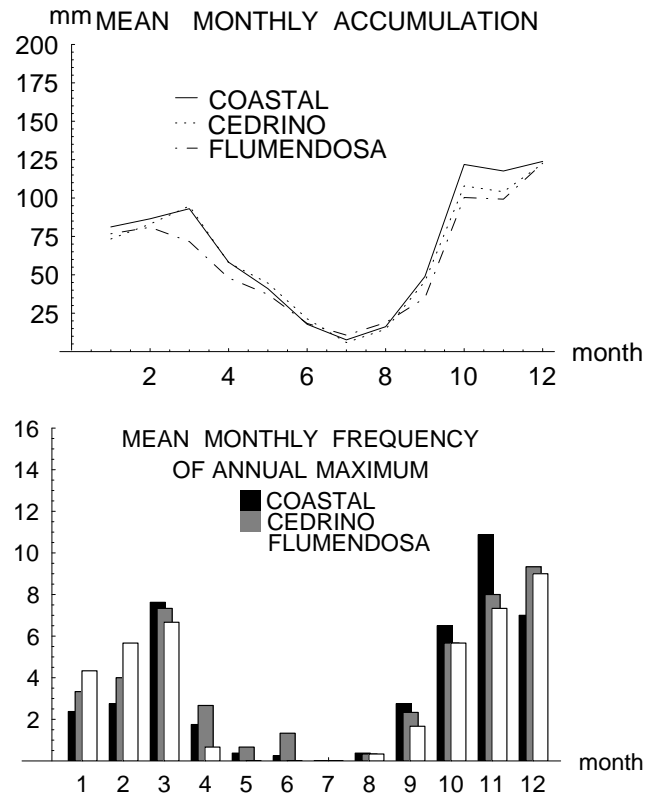 mm MEAN MONTHLY ACCUMULATION
200
175
150
125
100
75
50
25
COASTAL
CEDRINO
FLUMENDOSA
2 4 6 8 10 12
month
MEAN MONTHLY FREQUENCY
OF ANNUAL MAXIMUM
COASTAL
CEDRINO
FLUMENDOSA
16
14
12
10
8
6
4
2
1 2 3 4 5 6 7 8 9 10 11 12
month